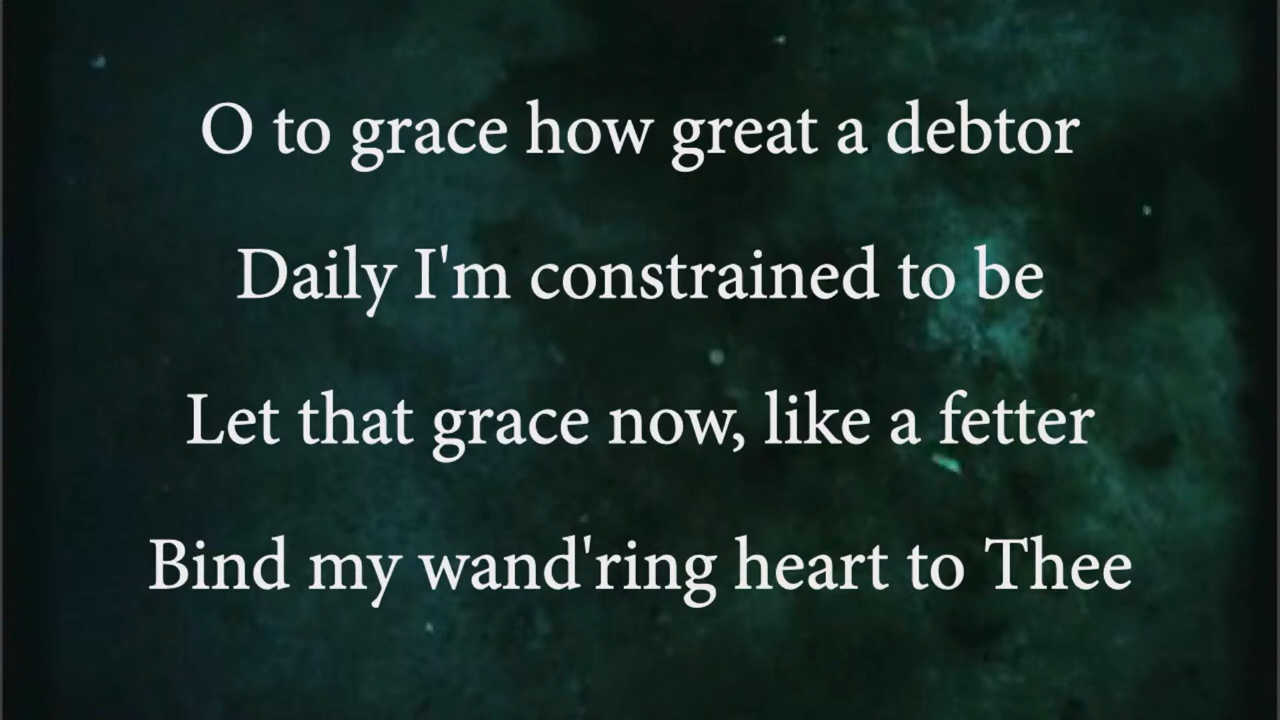 O to grace how great a debtor
Daily I'm constrained to be
Let that grace now, like a fetter
Bind my wand'ring heart to Thee